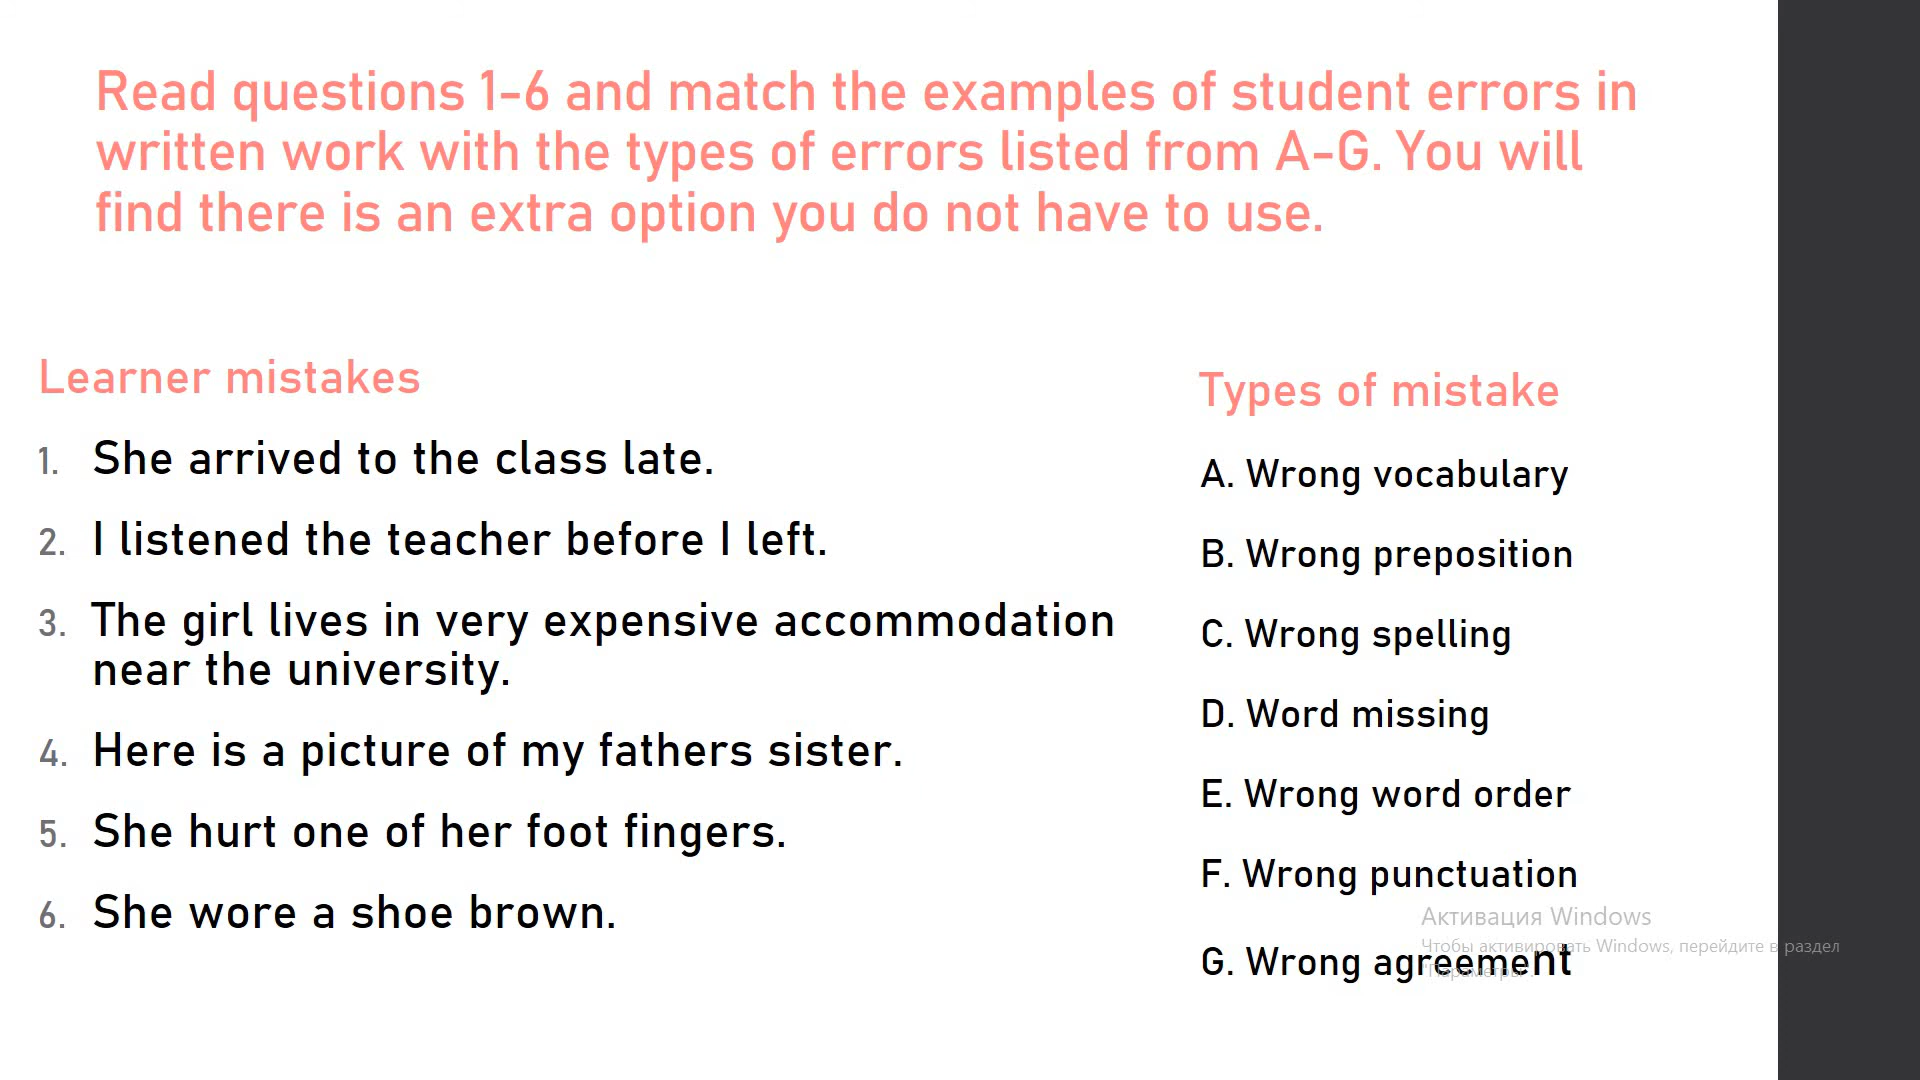 Read questions 1-6 and match the examples of student errors in
written work with the types of errors listed from A-G. You will
find there is an extra option you do not have to use.
Learner mistakes
1. She arrived to the class late.
2. I listened the teacher before I left.
3. The girl lives in very expensive accommodation
near the university.
4. Here is a picture of my fathers sister.
5. She hurt one of her foot fingers.
6. She wore a shoe brown.
Types of mistake
A. Wrong vocabulary
B. Wrong preposition
C. Wrong spelling
D. Word missing
E. Wrong word order
F. Wrong punctuation
G. Wrong agreement
Активация Windows
Чтобы активировать Windows, перейдите в раздел
"Параметры".